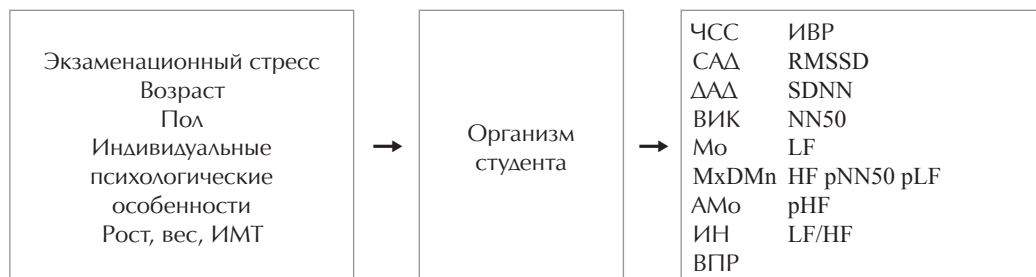 Экзаменационный стресс
Возраст
Пол
Индивидуальные
психологические
особенности
Рост, вес, ИМТ
Организм
студента
ЧСС ИВР
САД RMSSD
ДАД SDNN
ВИК NN50
Mo LF
MxDMn HF pNN50 pLF
AMo pHF
ИН LF/HF
ВПР